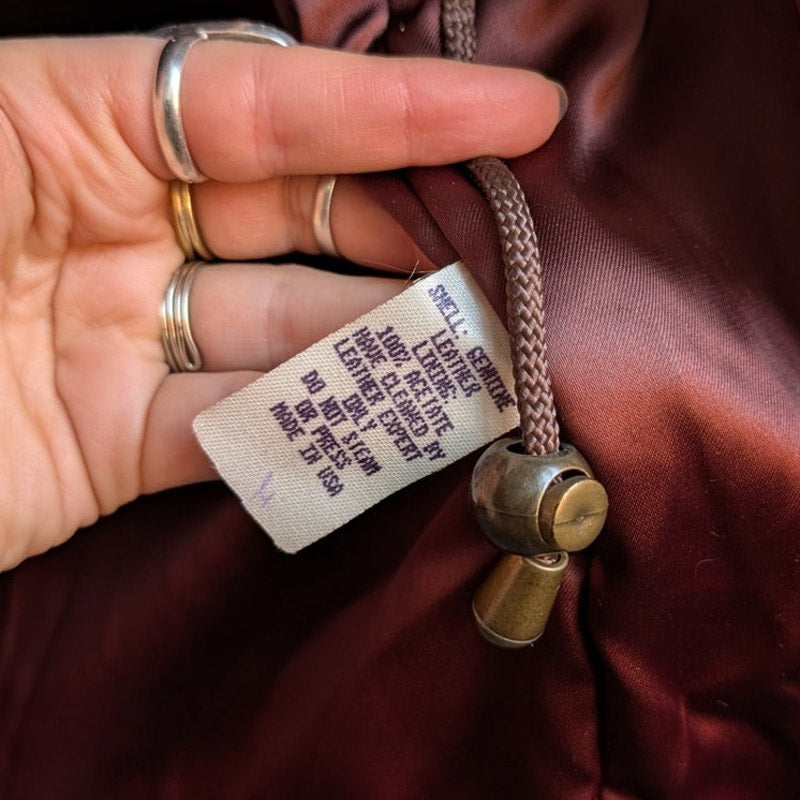 SHELL: GENUINE
LEATHER
LINING:
100% ACETATE
HAVE CLEANED BY
LEATHER EXPERT
ONLY
DO NOT STEAM
OR PRESS
MADE IN USA